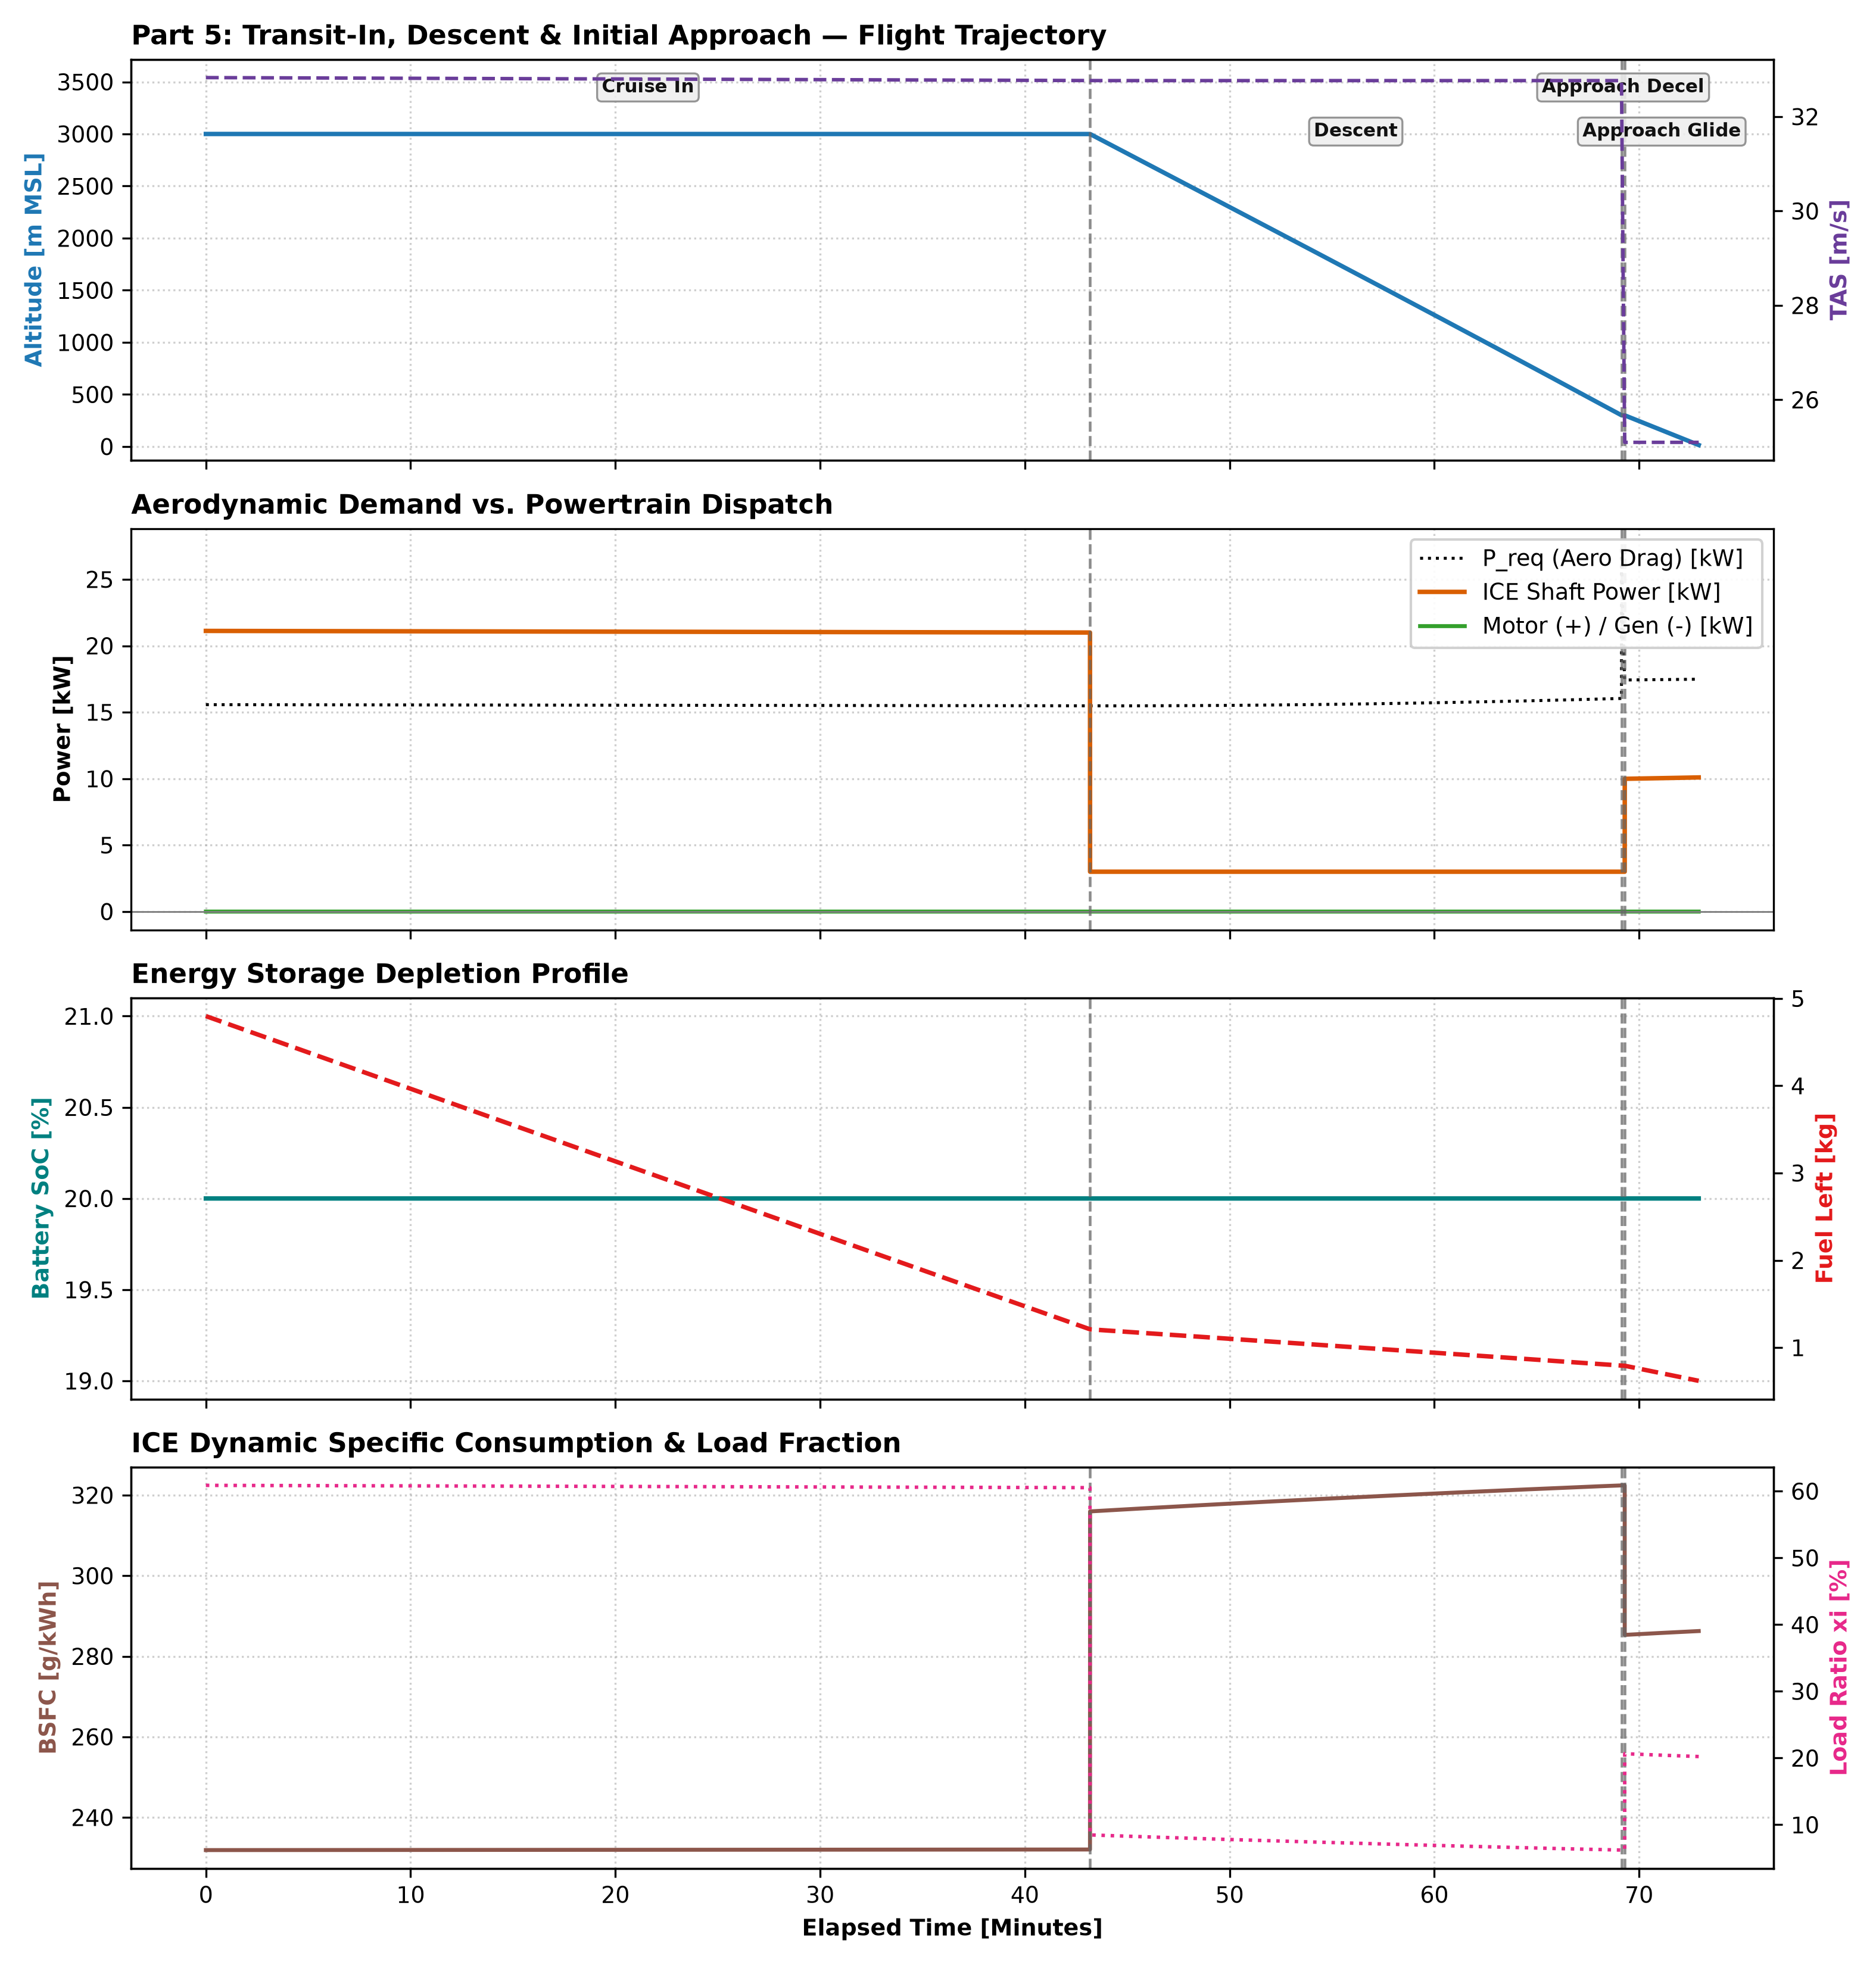 Part 5: Transit-In, Descent & Initial Approach — Flight Trajectory
Altitude [m MSL]
3500
3000
2500
2000
1500
1000
500
0
Cruise In
Descent
Approach Decel
Approach Glide
32
30
28
26
TAS [m/s]
Aerodynamic Demand vs. Powertrain Dispatch
Power [kW]
25
20
15
10
5
0
P_req (Aero Drag) [kW]
ICE Shaft Power [kW]
Motor (+) / Gen (-) [kW]
Energy Storage Depletion Profile
Battery SoC [%]
21.0
20.5
20.0
19.5
19.0
5
4
3
2
1
Fuel Left [kg]
ICE Dynamic Specific Consumption & Load Fraction
BSFC [g/kWh]
320
300
280
260
240
60
50
40
30
20
10
Load Ratio xi [%]
0 10 20 30 40 50 60 70
Elapsed Time [Minutes]